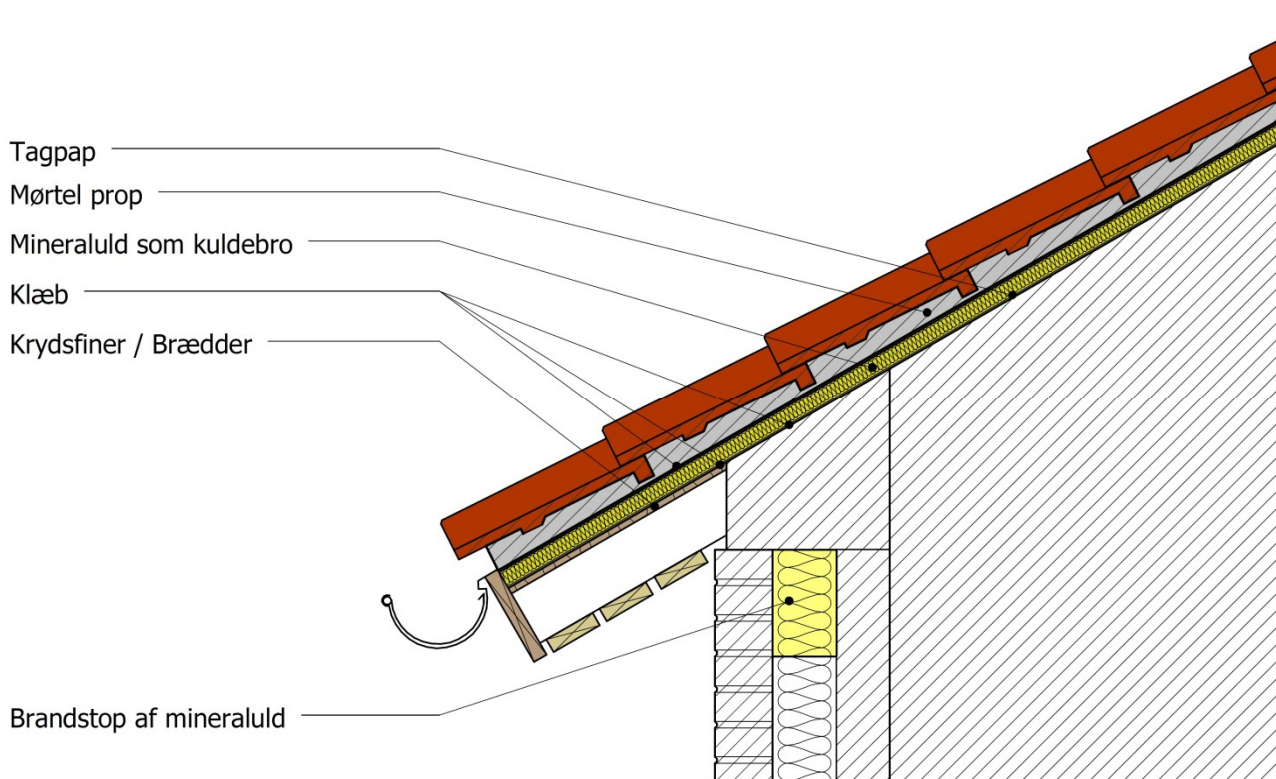 Tagpap
Mørtel prop
Mineraluld som kuldebro
Klæb
Krydsfiner / Brædder
Brandstop af mineraluld